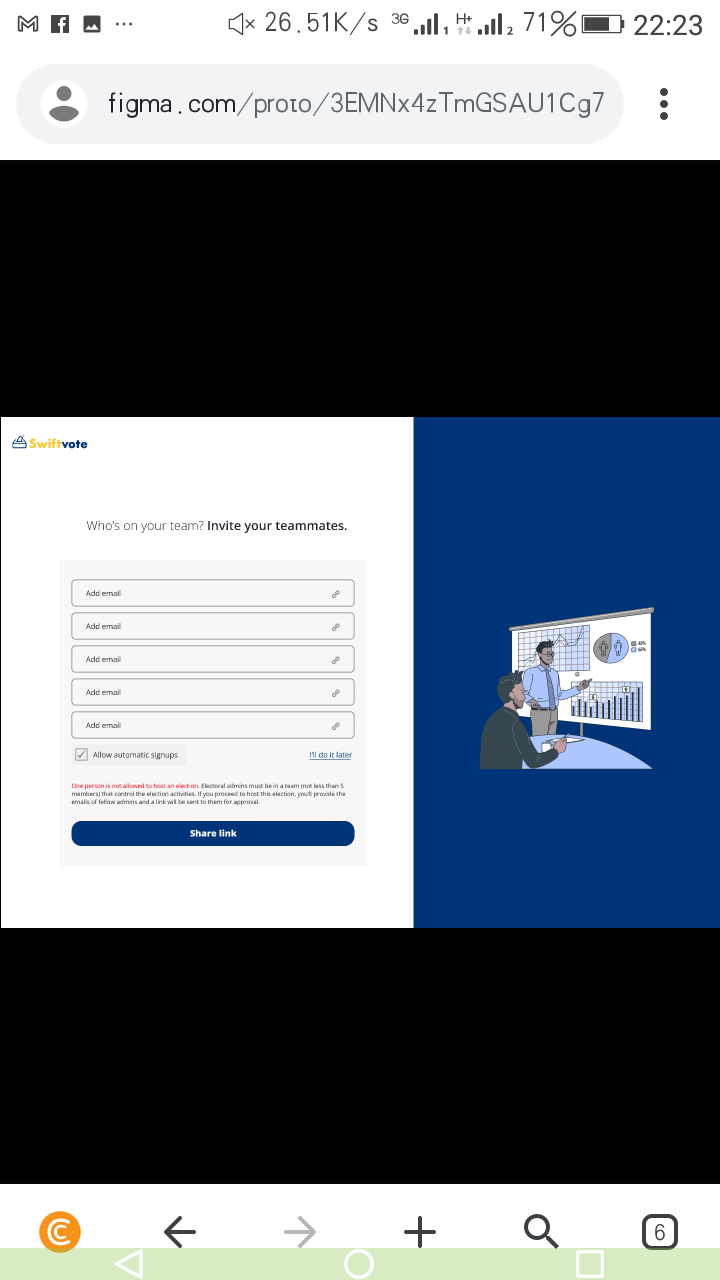 26.51K/s 3G 1 H+ 2 71% 22:23
figma.com/proto/3EMNx4zTmGSAU1Cg7
Swiftvote
Who's on your team? Invite your teammates.
Add email
Add email
Add email
Add email
Add email
Allow automatic signups I'll do it later
One person is not allowed to host an election. Electoral admins must be in a team (not less than 5
members) that control the election activities. If you proceed to host this election, you'll provide the
emails of fellow admins and a link will be sent to them for approval.
Share link
6